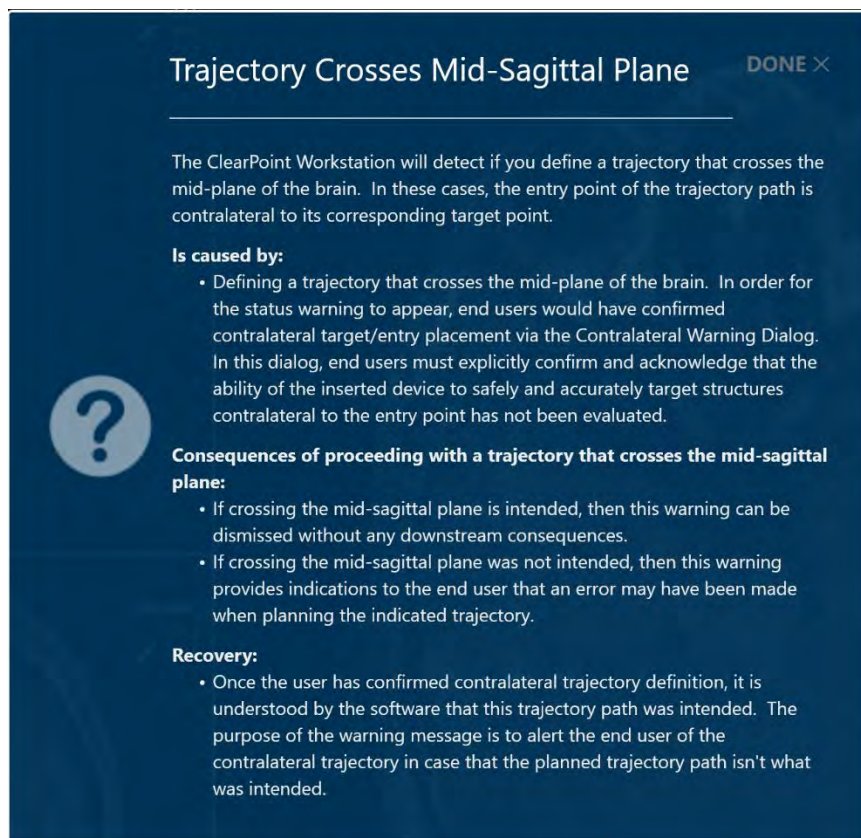 Trajectory Crosses Mid-Sagittal Plane
DONE ×
The ClearPoint Workstation will detect if you define a trajectory that crosses the
mid-plane of the brain.  In these cases, the entry point of the trajectory path is
contralateral to its corresponding target point.
Is caused by:
• Defining a trajectory that crosses the mid-plane of the brain.  In order for
the status warning to appear, end users would have confirmed
contralateral target/entry placement via the Contralateral Warning Dialog.
In this dialog, end users must explicitly confirm and acknowledge that the
ability of the inserted device to safely and accurately target structures
contralateral to the entry point has not been evaluated.
?
Consequences of proceeding with a trajectory that crosses the mid-sagittal
plane:
• If crossing the mid-sagittal plane is intended, then this warning can be
dismissed without any downstream consequences.
• If crossing the mid-sagittal plane was not intended, then this warning
provides indications to the end user that an error may have been made
when planning the indicated trajectory.
Recovery:
• Once the user has confirmed contralateral trajectory definition, it is
understood by the software that this trajectory path was intended.  The
purpose of the warning message is to alert the end user of the
contralateral trajectory in case that the planned trajectory path isn't what
was intended.